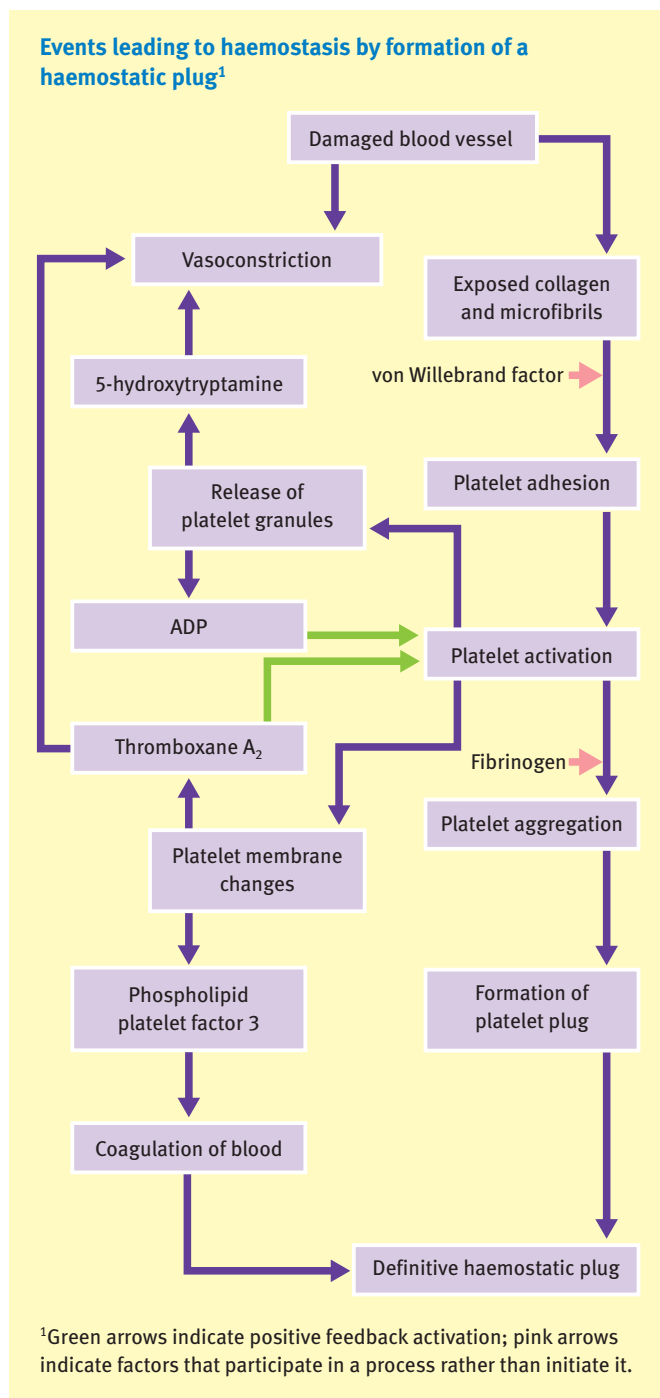 Events leading to haemostasis by formation of a
haemostatic plug1
Damaged blood vessel
Vasoconstriction
Exposed collagen
and microfibrils
5-hydroxytryptamine
von Willebrand factor
Release of
platelet granules
Platelet adhesion
ADP
Platelet activation
Thromboxane A2
Fibrinogen
Platelet membrane
changes
Platelet aggregation
Phospholipid
platelet factor 3
Formation of
platelet plug
Coagulation of blood
Definitive haemostatic plug
1Green arrows indicate positive feedback activation; pink arrows
indicate factors that participate in a process rather than initiate it.